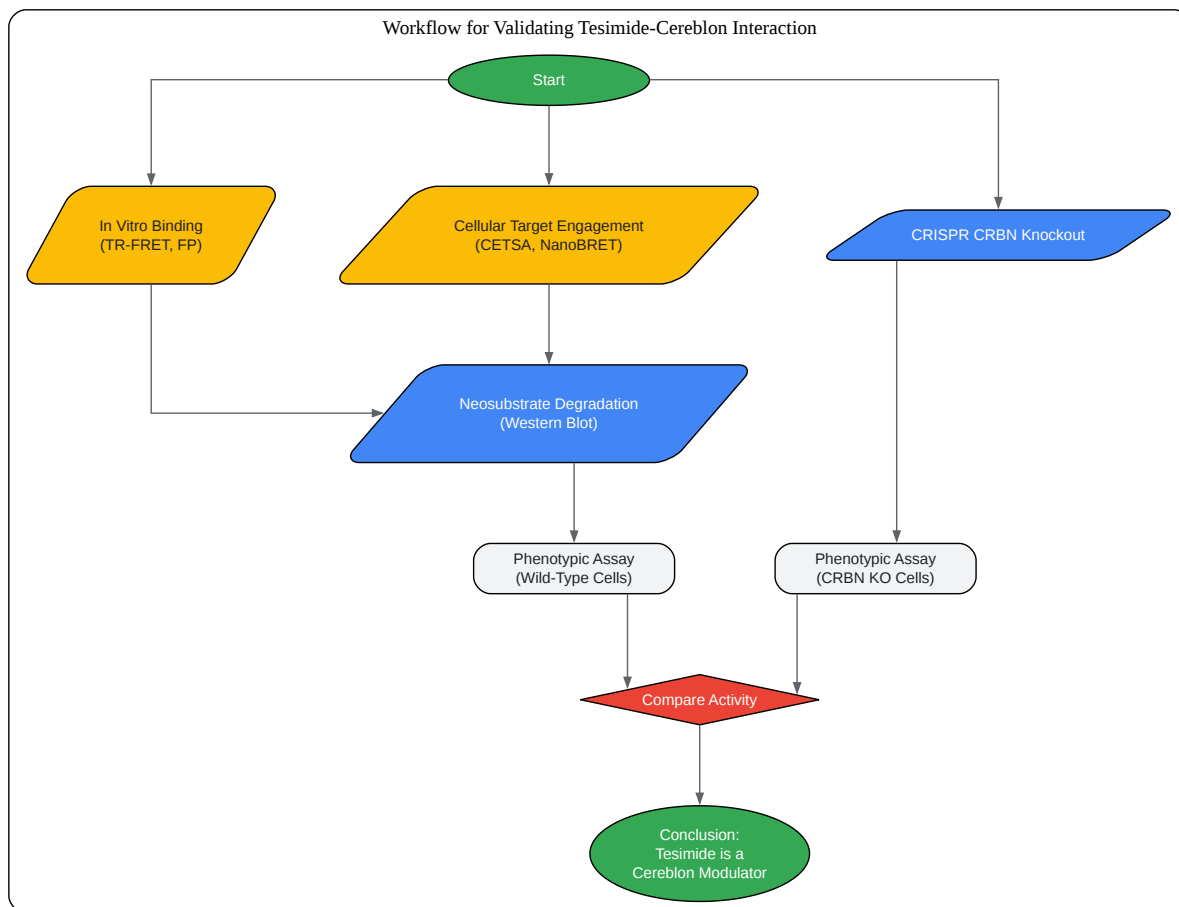 Workflow for Validating Tesimide-Cereblon Interaction
Start
In Vitro Binding
(TR-FRET, FP)
Cellular Target Engagement
(CETSA, NanoBRET)
CRISPR CRBN Knockout
Neosubstrate Degradation
(Western Blot)
Phenotypic Assay
(Wild-Type Cells)
Phenotypic Assay
(CRBN KO Cells)
Compare Activity
Conclusion:
Tesimide is a
Cereblon Modulator